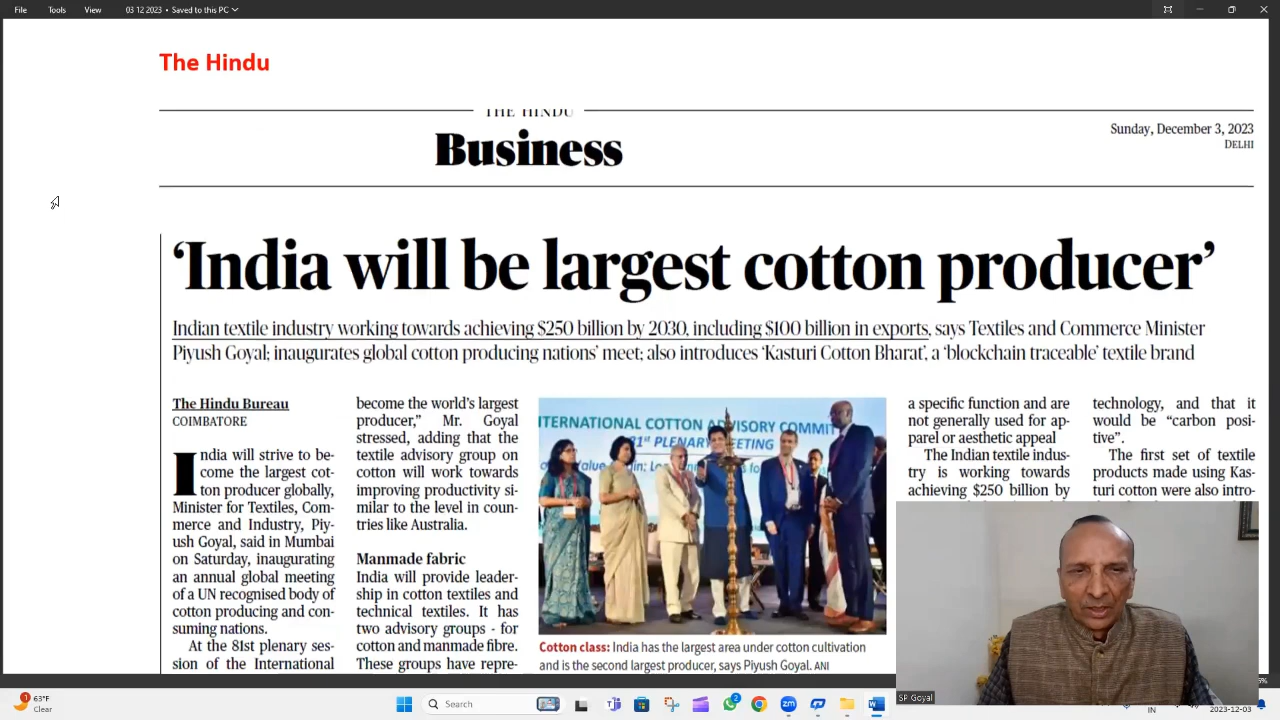 File Tools View 03 12 2023 • Saved to this PC
The Hindu
THE HINDU
Business
Sunday, December 3, 2023
DELHI
‘India will be largest cotton producer’
Indian textile industry working towards achieving $250 billion by 2030, including $100 billion in exports, says Textiles and Commerce Minister
Piyush Goyal; inaugurates global cotton producing nations’ meet; also introduces ‘Kasturi Cotton Bharat’, a ‘blockchain traceable’ textile brand
The Hindu Bureau
COIMBATORE
India will strive to be-
come the largest cot-
ton producer globally,
Minister for Textiles, Com-
merce and Industry, Piy-
ush Goyal, said in Mumbai
on Saturday, inaugurating
an annual global meeting
of a UN recognised body of
cotton producing and con-
suming nations.
At the 81st plenary ses-
sion of the International
become the world’s largest
producer,” Mr. Goyal
stressed, adding that the
textile advisory group on
cotton will work towards
improving productivity si-
milar to the level in coun-
tries like Australia.
Manmade fabric
India will provide leader-
ship in cotton textiles and
technical textiles. It has
two advisory groups - for
cotton and manmade fibre.
These groups have repre-
INTERNATIONAL COTTON ADVISORY COMMIT
81st PLENARY MEETING
Cotton class: India has the largest area under cotton cultivation
and is the second largest producer, says Piyush Goyal. ANI
a specific function and are
not generally used for ap-
parel or aesthetic appeal
The Indian textile indus-
try is working towards
achieving $250 billion by
technology, and that it
would be “carbon posi-
tive”.
The first set of textile
products made using Kas-
turi cotton were also intro-
SP Goyal
1
63°F
Clear
Search
2
IN
2023-12-03